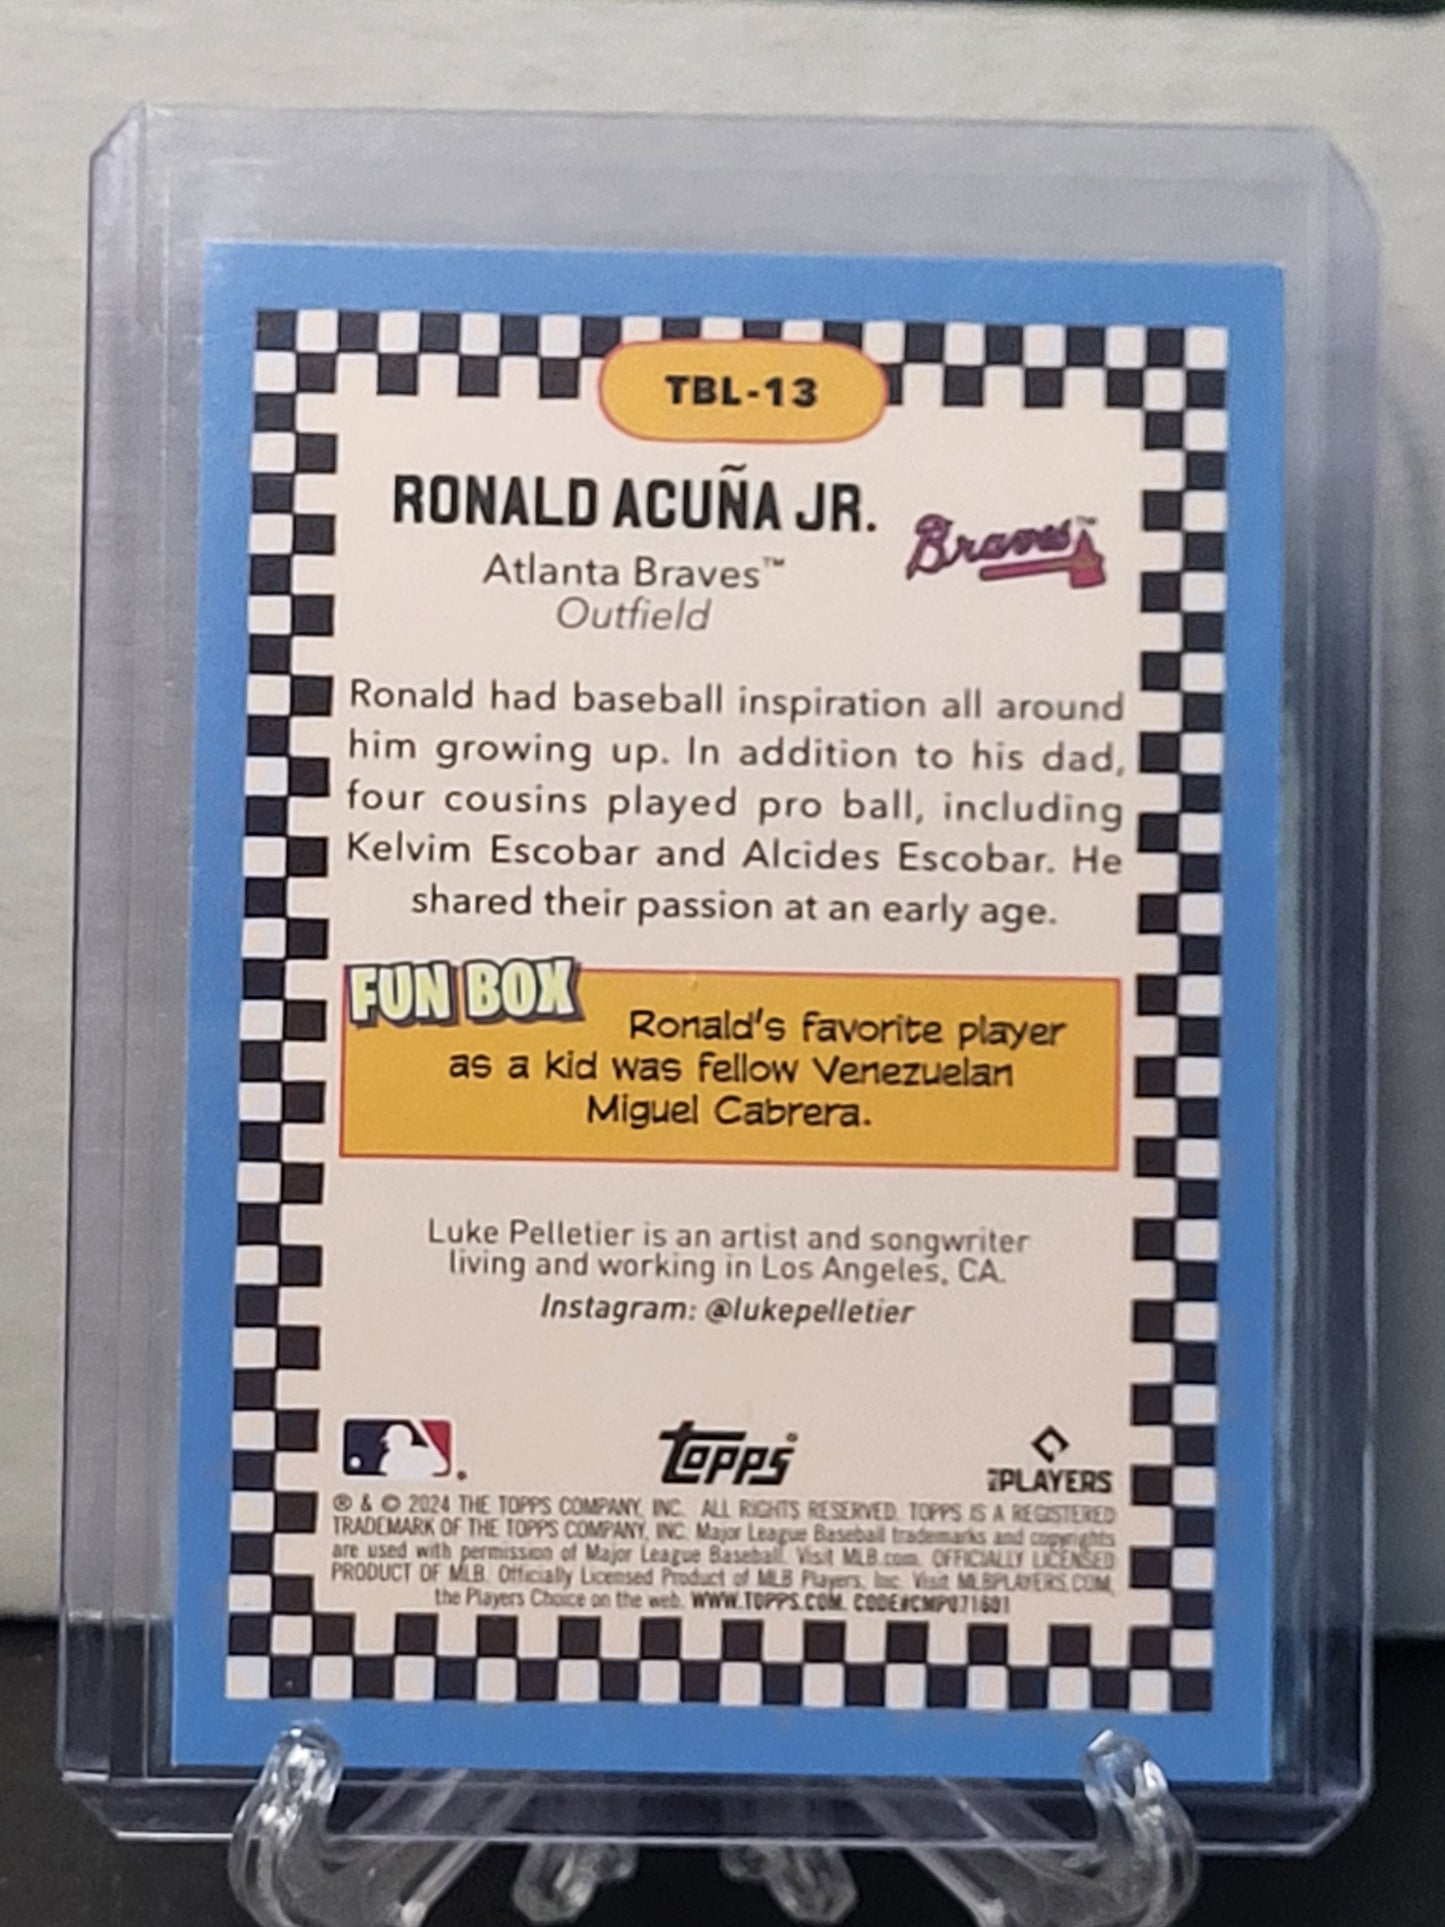 TBL-13
RONALD ACUÑA JR.
Braves™
Atlanta Braves™
Outfield
Ronald had baseball inspiration all around
him growing up. In addition to his dad,
four cousins played pro ball, including
Kelvim Escobar and Alcides Escobar. He
shared their passion at an early age.
FUN BOX
Ronald's favorite player
as a kid was fellow Venezuelan
Miguel Cabrera.
Luke Pelletier is an artist and songwriter
living and working in Los Angeles, CA.
Instagram: @lukepelletier
topps®
PLAYERS
® & © 2024 THE TOPPS COMPANY, INC. ALL RIGHTS RESERVED. TOPPS IS A REGISTERED
TRADEMARK OF THE TOPPS COMPANY, INC. Major League Baseball trademarks and copyrights
are used with permission of Major League Baseball. Visit MLB.com. OFFICIALLY LICENSED
PRODUCT OF MLB. Officially Licensed Product of MLB Players, Inc. Visit MLBPLAYERS.COM,
the Players Choice on the web. WWW.TOPPS.COM. CODE#CMP071601